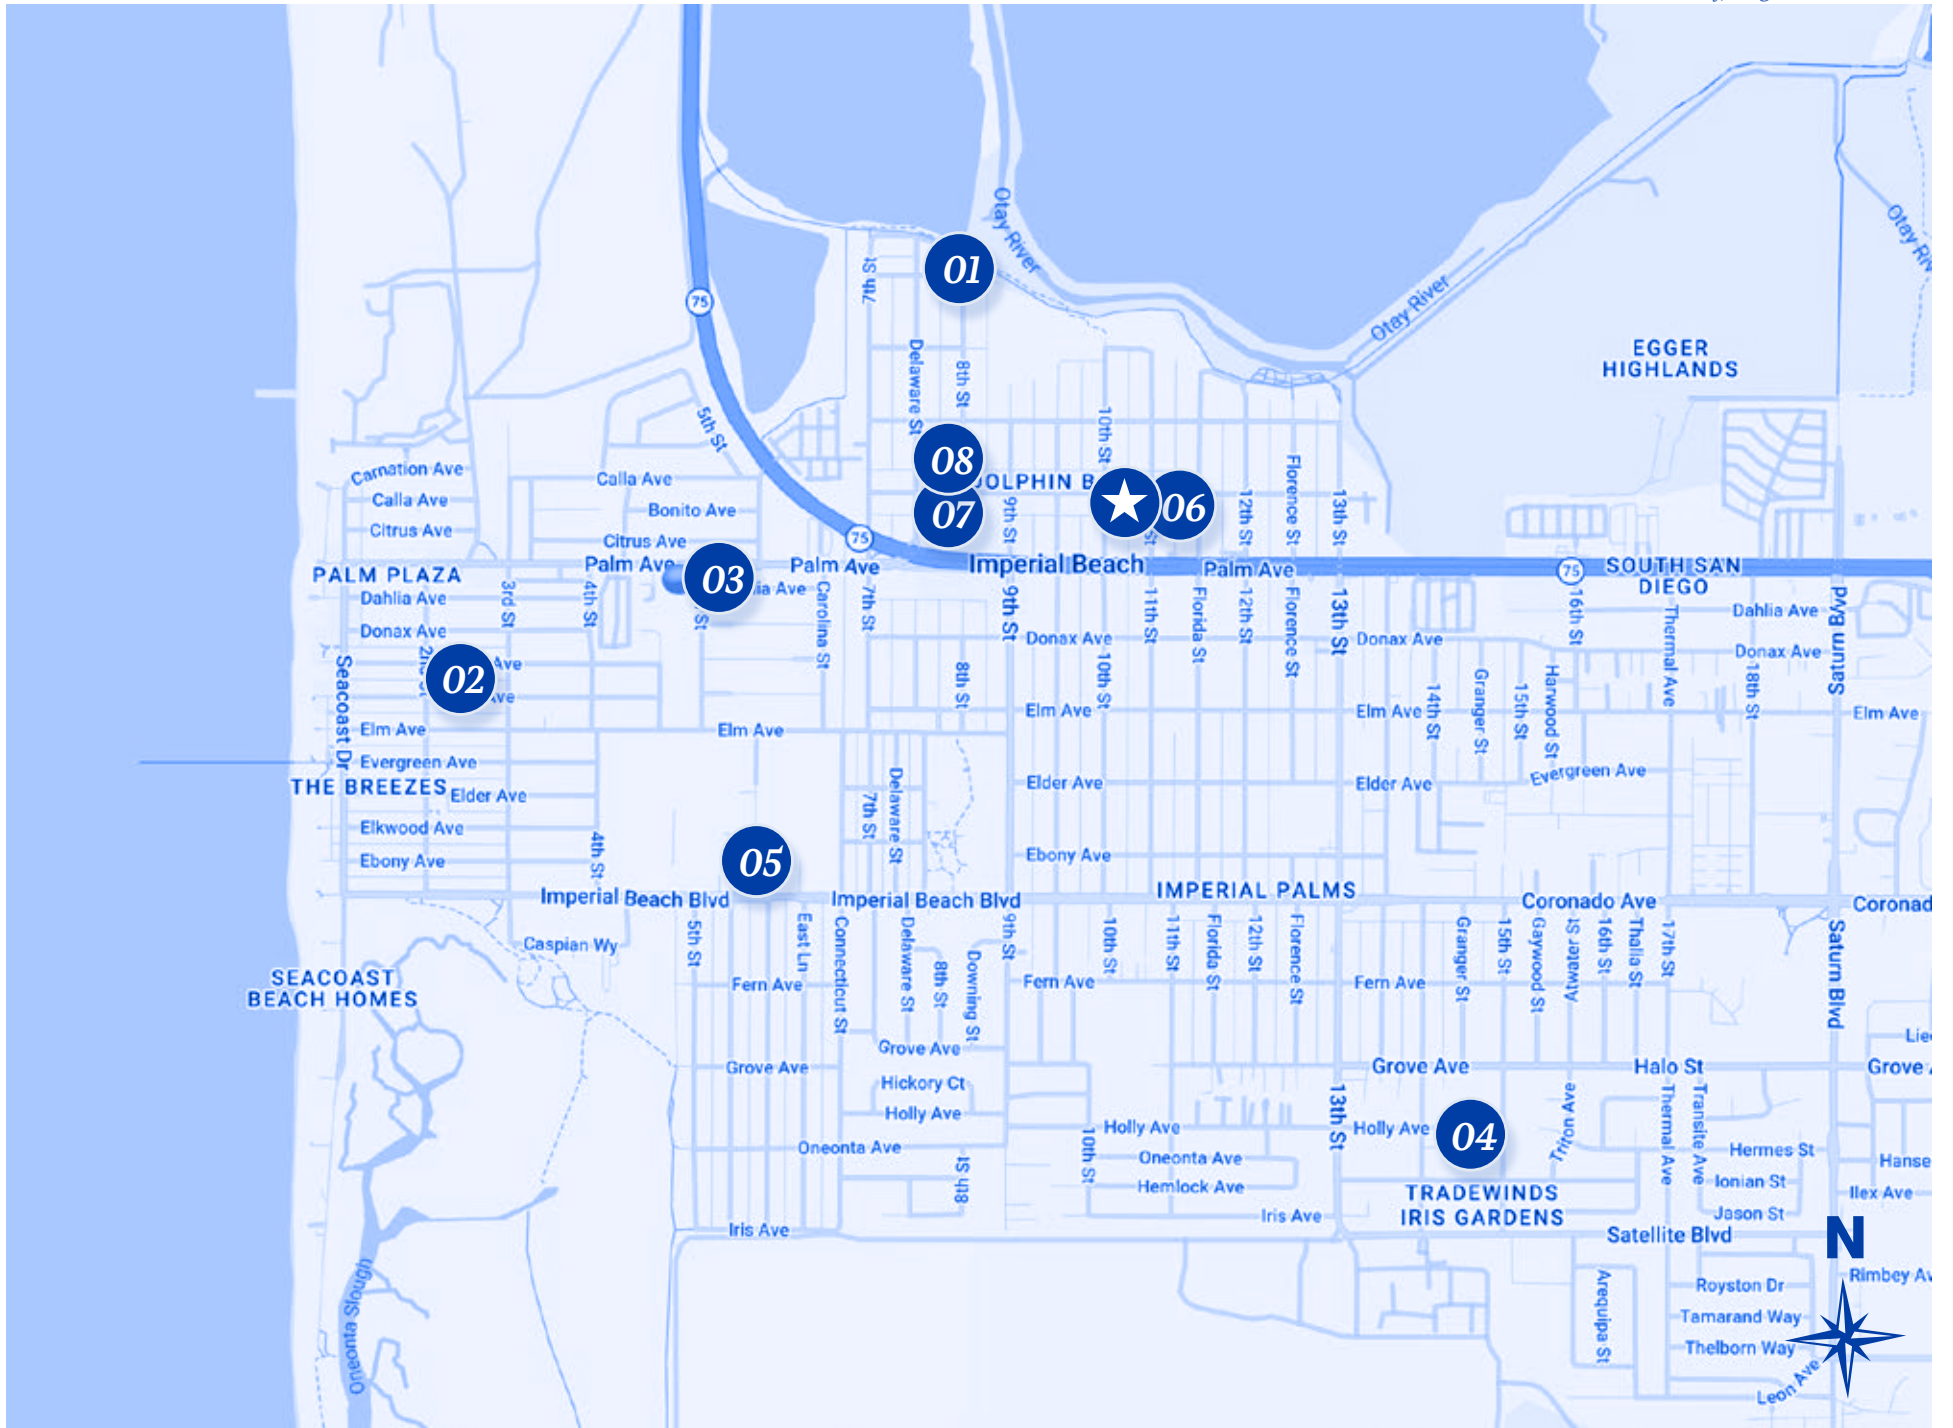 Otay River
Otay River
7th St
01
75
Delaware St
8th St
EGGER
HIGHLANDS
5th St
10th St
Carnation Ave
Calla Ave
Calla Ave
Citrus Ave
Bonito Ave
Citrus Ave
08
07
06
9th St
12th St
Florence St
13th St
75
PALM PLAZA
Palm Ave
03
Palm Ave
Imperial Beach
Palm Ave
75
SOUTH SAN
DIEGO
Dahlia Ave
3rd St
4th St
Carolina St
7th St
9th St
11th St
Florida St
12th St
Florence St
13th St
16th St
Thermal Ave
Dahlia Ave
Saturn Blvd
Donax Ave
Donax Ave
Donax Ave
Donax Ave
02
Ave
Seacoast Dr
8th St
10th St
14th St
Granger St
15th St
Harwood St
18th St
Elm Ave
Elm Ave
Elm Ave
Elm Ave
Elm Ave
Evergreen Ave
THE BREEZES
Elder Ave
Elder Ave
Elder Ave
Evergreen Ave
Delaware St
7th St
Elkwood Ave
Ebony Ave
4th St
05
Ebony Ave
Imperial Beach Blvd
Imperial Beach Blvd
IMPERIAL PALMS
Coronado Ave
Coronad
Caspian Wy
5th St
East Ln
Connecticut St
Delaware St
8th St
Downing St
9th St
10th St
11th St
Florida St
12th St
Florence St
Granger St
15th St
Gaywood St
Atwater St
16th St
Thalia St
17th St
Saturn Blvd
SEACOAST
BEACH HOMES
Fern Ave
Fern Ave
Fern Ave
Grove Ave
Grove Ave
Grove Ave
Halo St
Grove
Hickory Ct
Holly Ave
Holly Ave
Holly Ave
04
13th St
Triton Ave
Thermal Ave
Transite Ave
Oneonta Ave
Oneonta Ave
Hermes St
8th St
10th St
Hemlock Ave
TRADEWINDS
IRIS GARDENS
Ionian St
Ilex Ave
Jason St
Iris Ave
Iris Ave
Satellite Blvd
N
Oneonta Slough
Arequipa St
Royston Dr
Tamarand Way
Thelborn Way
Leon Ave